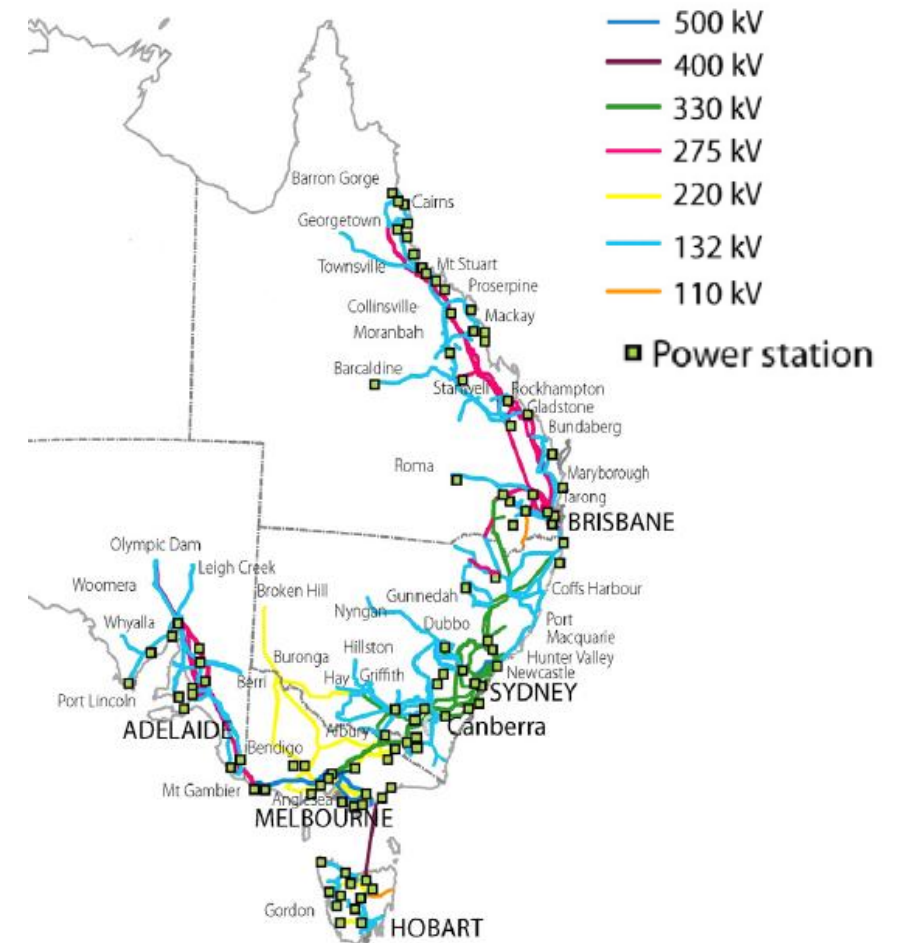 500 kV
400 kV
330 kV
275 kV
220 kV
132 kV
110 kV
Power station
Barron Gorge
Cairns
Georgetown
Townsville
Mt Stuart
Proserpine
Collinsville
Mackay
Moranbah
Barcaldine
Stanwell
Rockhampton
Gladstone
Bundaberg
Roma
Maryborough
Tarong
BRISBANE
Olympic Dam
Leigh Creek
Woomera
Broken Hill
Gunnedah
Coffs Harbour
Whyalla
Nyngan
Dubbo
Port
Macquarie
Hillston
Buronga
Hunter Valley
Newcastle
Hay
Griffith
Berri
SYDNEY
Port Lincoln
ADELAIDE
Albury
Canberra
Bendigo
Mt Gambier
Anglesea
MELBOURNE
Gordon
HOBART